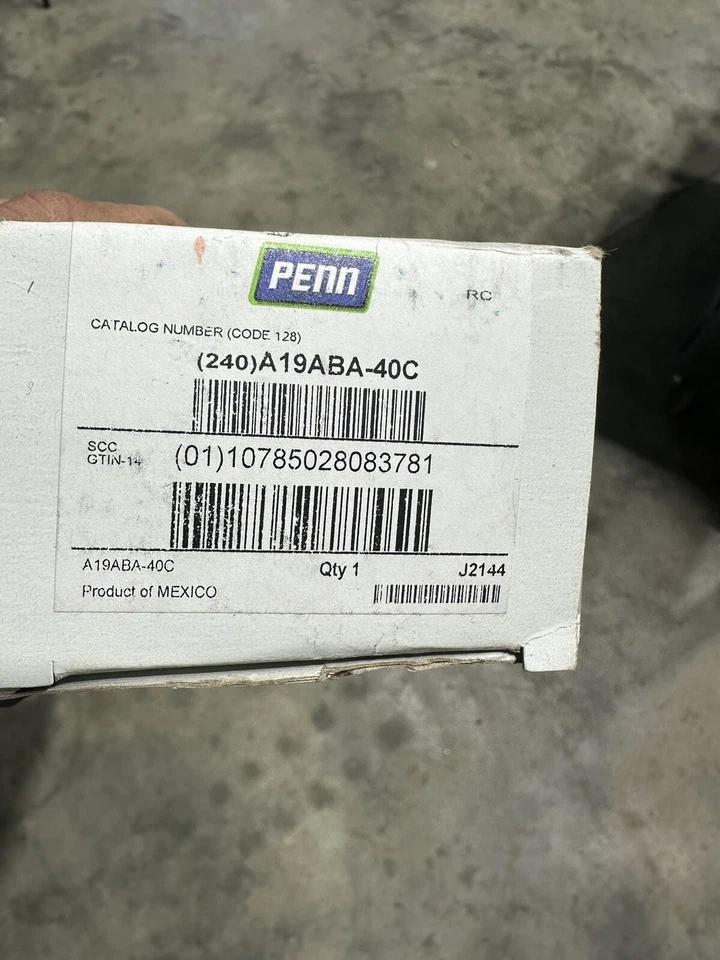 PENN
RC
CATALOG NUMBER (CODE 128)
(240)A19ABA-40C
SCC
GTIN-14
(01)10785028083781
A19ABA-40C
Qty 1
J2144
Product of MEXICO